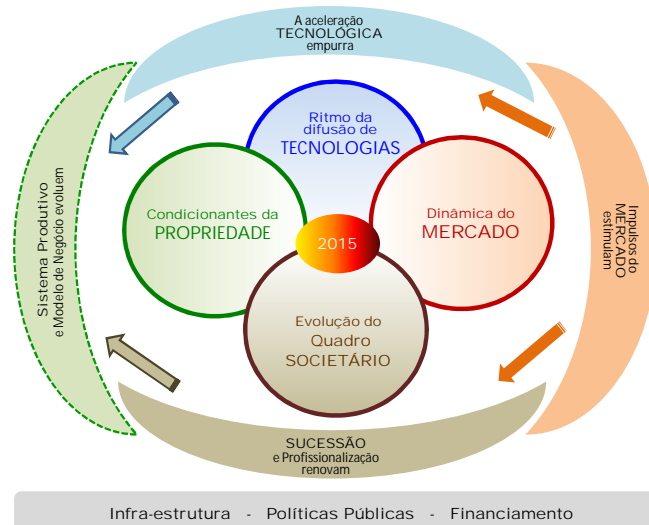 A aceleração
TECNOLÓGICA
empurra
Ritmo da
difusão de
TECNOLOGIAS
Condicionantes da
PROPRIEDADE
Dinâmica do
MERCADO
2015
Evolução do
Quadro
SOCIETÁRIO
Sistema Produtivo
e Modelo de Negócio evoluem
Impulsos do
MERCADO
estimulam
SUCESSÃO
e Profissionalização
renovam
Infra-estrutura - Políticas Públicas - Financiamento